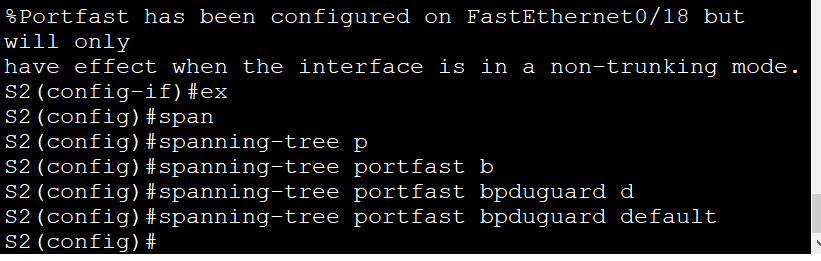 %Portfast has been configured on FastEthernet0/18 but
will only
have effect when the interface is in a non-trunking mode.
S2(config-if)#ex
S2(config)#span
S2(config)#spanning-tree p
S2(config)#spanning-tree portfast b
S2(config)#spanning-tree portfast bpduguard d
S2(config)#spanning-tree portfast bpduguard default
S2(config)#